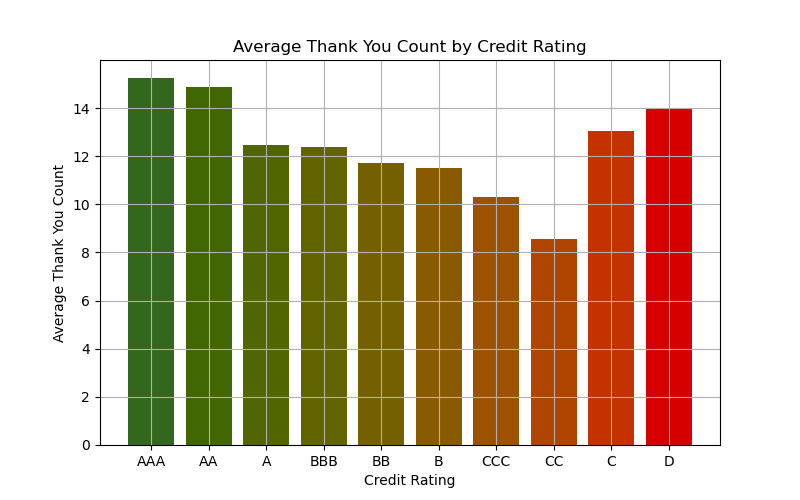 Average Thank You Count by Credit Rating
Average Thank You Count
14
12
10
8
6
4
2
0
AAA AA A BBB BB B CCC CC C D
Credit Rating